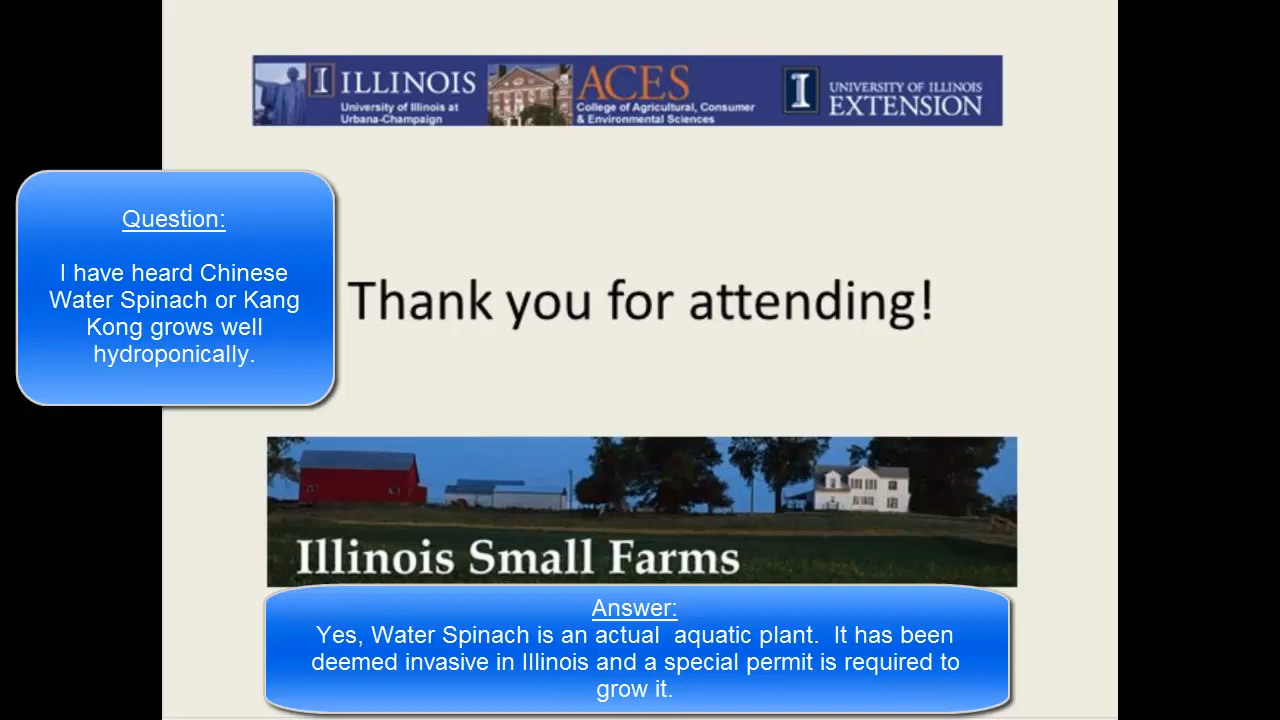 ILLINOIS
University of Illinois at
Urbana-Champaign
ACES
College of Agricultural, Consumer
& Environmental Sciences
UNIVERSITY OF ILLINOIS
EXTENSION
Question:
I have heard Chinese
Water Spinach or Kang
Kong grows well
hydroponically.
Thank you for attending!
Illinois Small Farms
Answer:
Yes, Water Spinach is an actual  aquatic plant.  It has been
deemed invasive in Illinois and a special permit is required to
grow it.